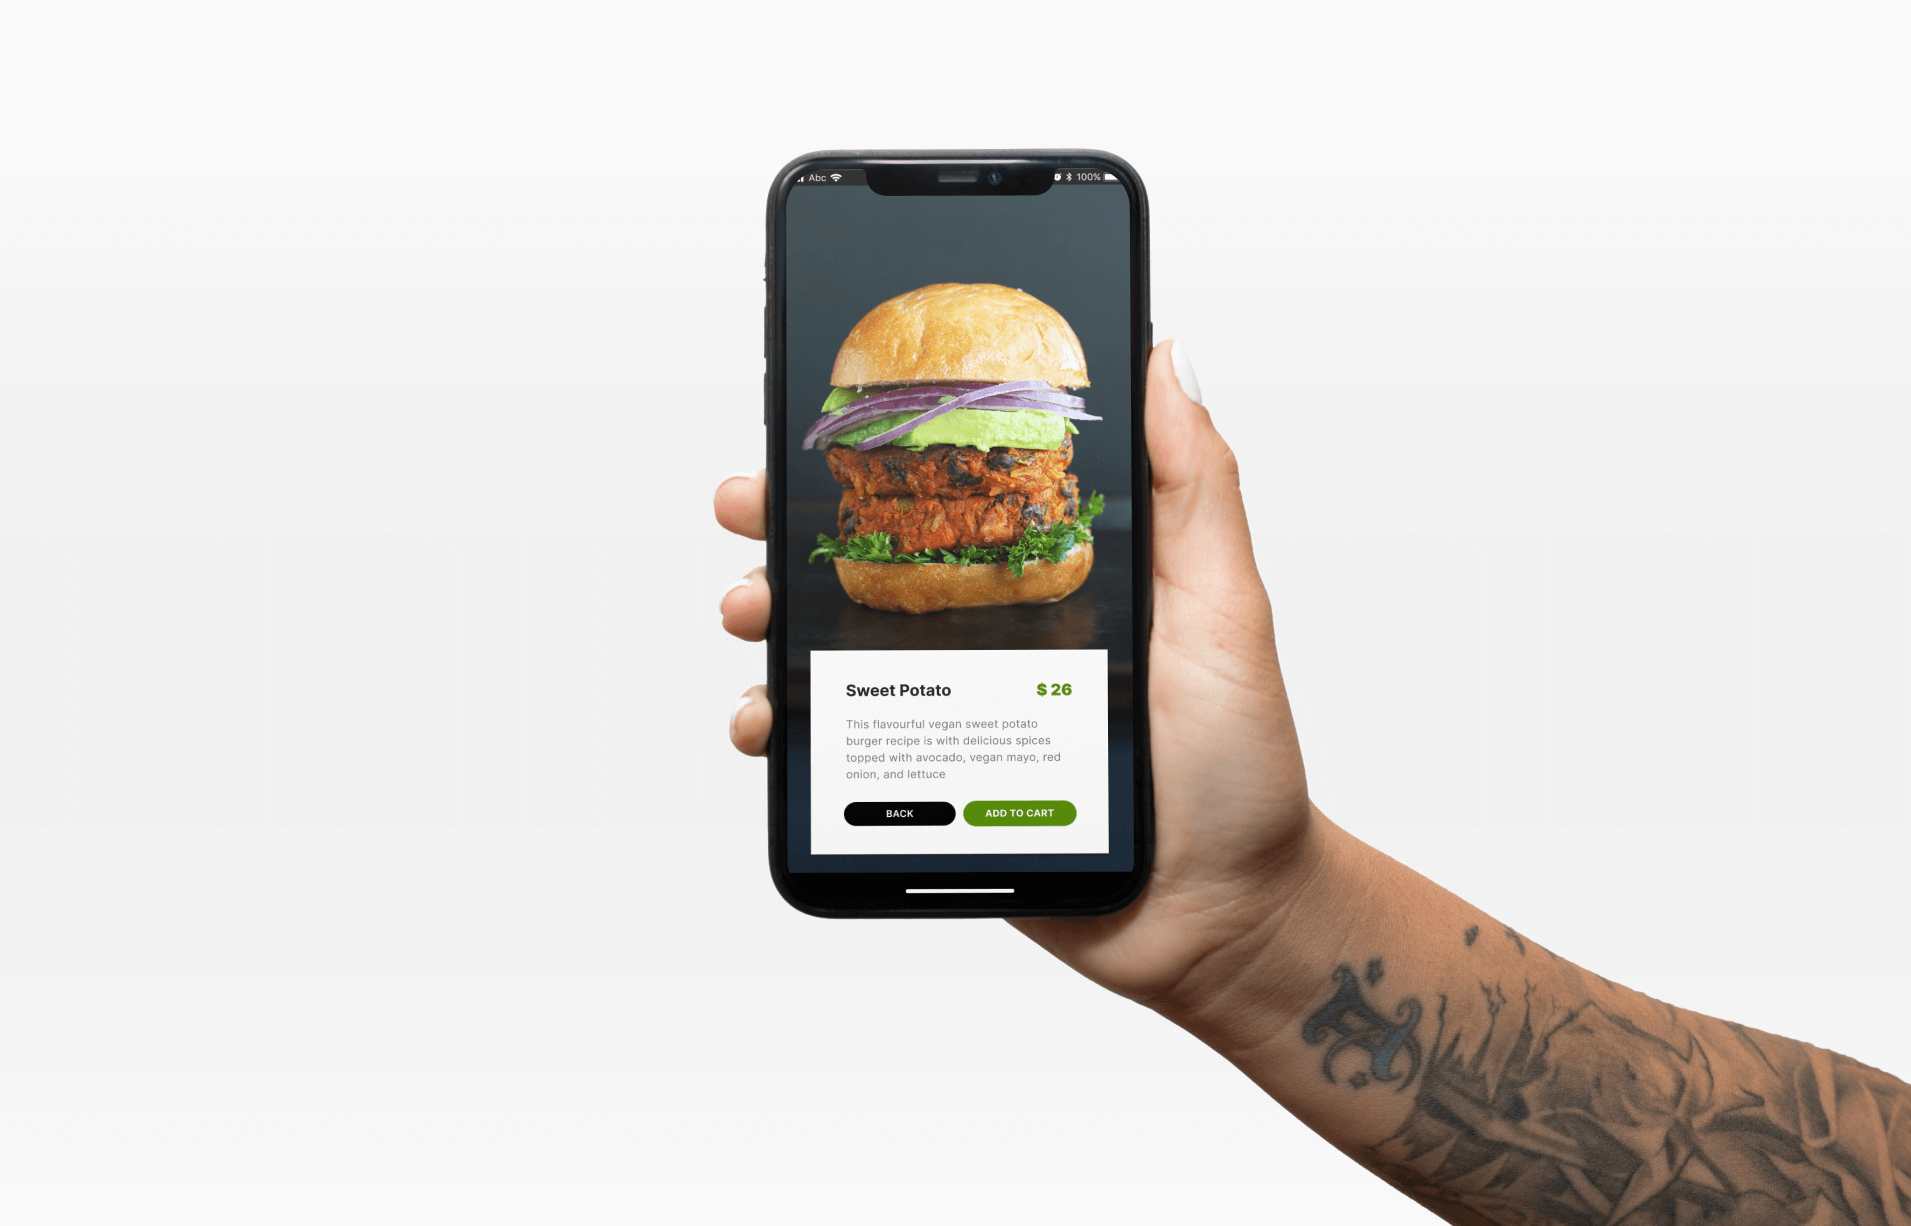 Abc
100%
Sweet Potato
$ 26
This flavourful vegan sweet potato
burger recipe is with delicious spices
topped with avocado, vegan mayo, red
onion, and lettuce
BACK
ADD TO CART